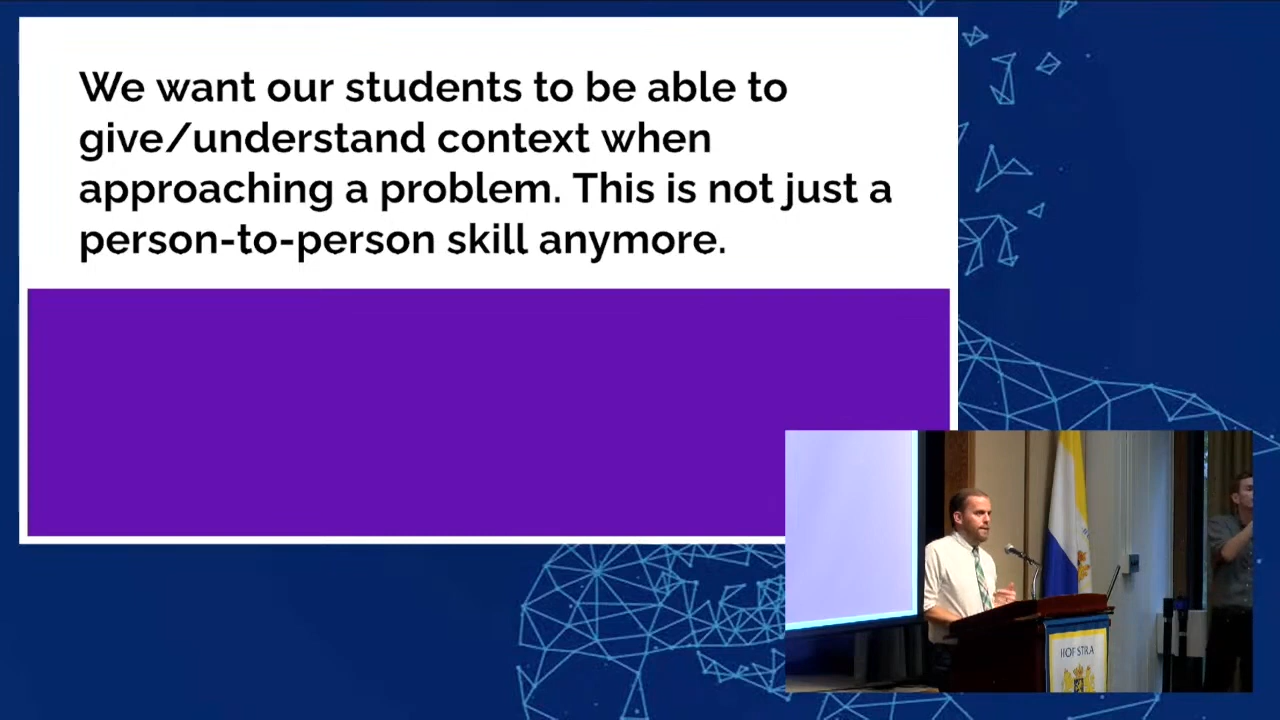 We want our students to be able to
give/understand context when
approaching a problem. This is not just a
person-to-person skill anymore.
HOFSTRA